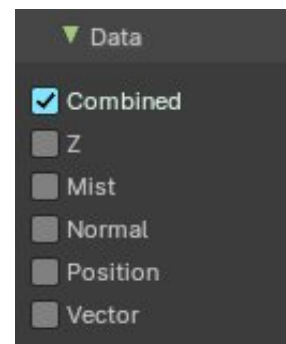 Data
Combined
Z
Mist
Normal
Position
Vector